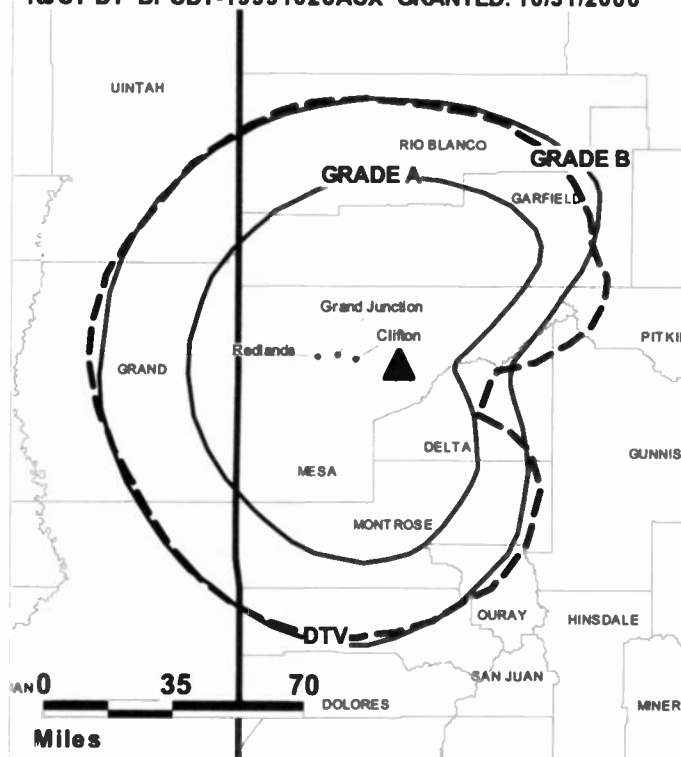 UINTAH
RIO BLANCO
GRADE B
GRADE A
GARFIELD
Grand Junction
Clifton
Redlands
PITKI
GRAND
DELTA
GUNNIS
MESA
MONTROSE
OURAY
HINSDALE
DTV
SAN JUAN
AN
0 35 70
DOLORES
MINER
Miles